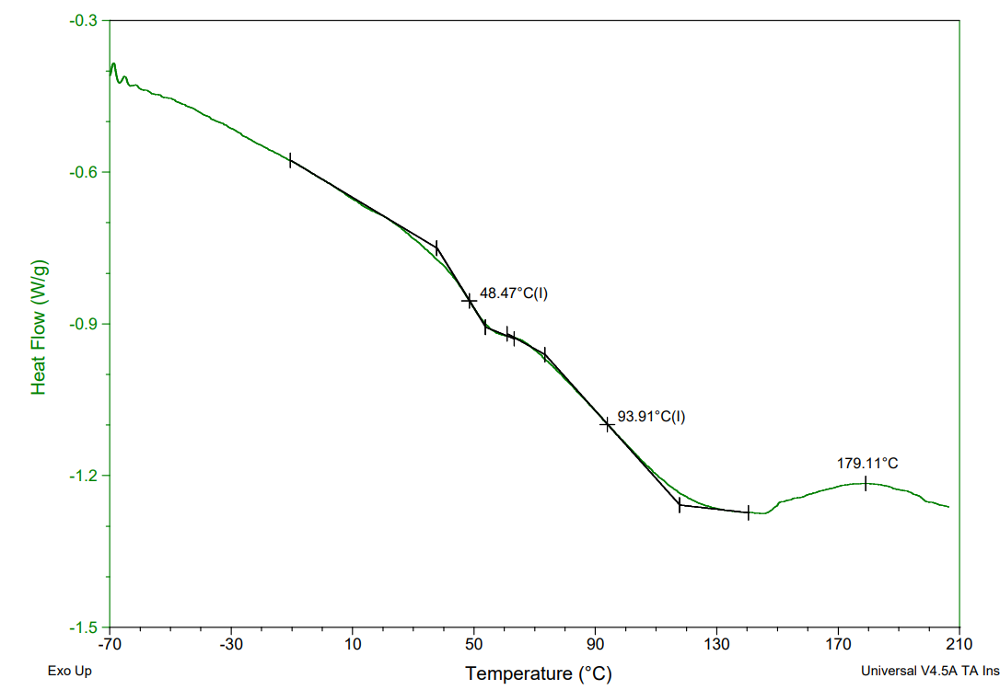 -0.3
-0.6
-0.9
-1.2
-1.5
Heat Flow (W/g)
48.47°C(I)
93.91°C(I)
179.11°C
-70
-30
10
50
90
130
170
210
Exo Up
Temperature (°C)
Universal V4.5A TA Ins